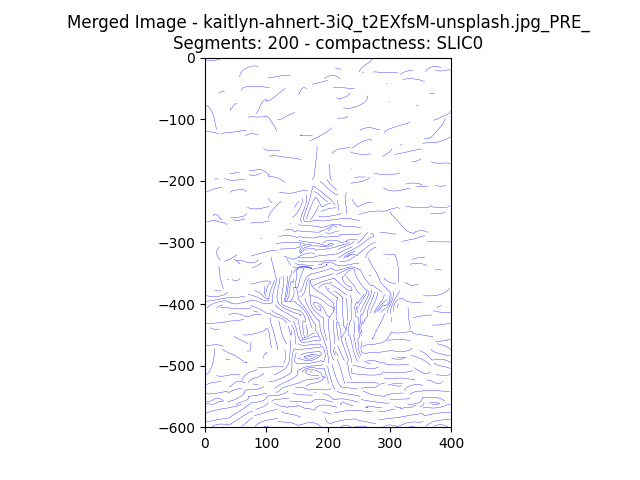 Merged Image - kaitlyn-ahnert-3iQ_t2EXfsM-unsplash.jpg_PRE_
Segments: 200 - compactness: SLIC0
0
−100
−200
−300
−400
−500
−600
0 100 200 300 400